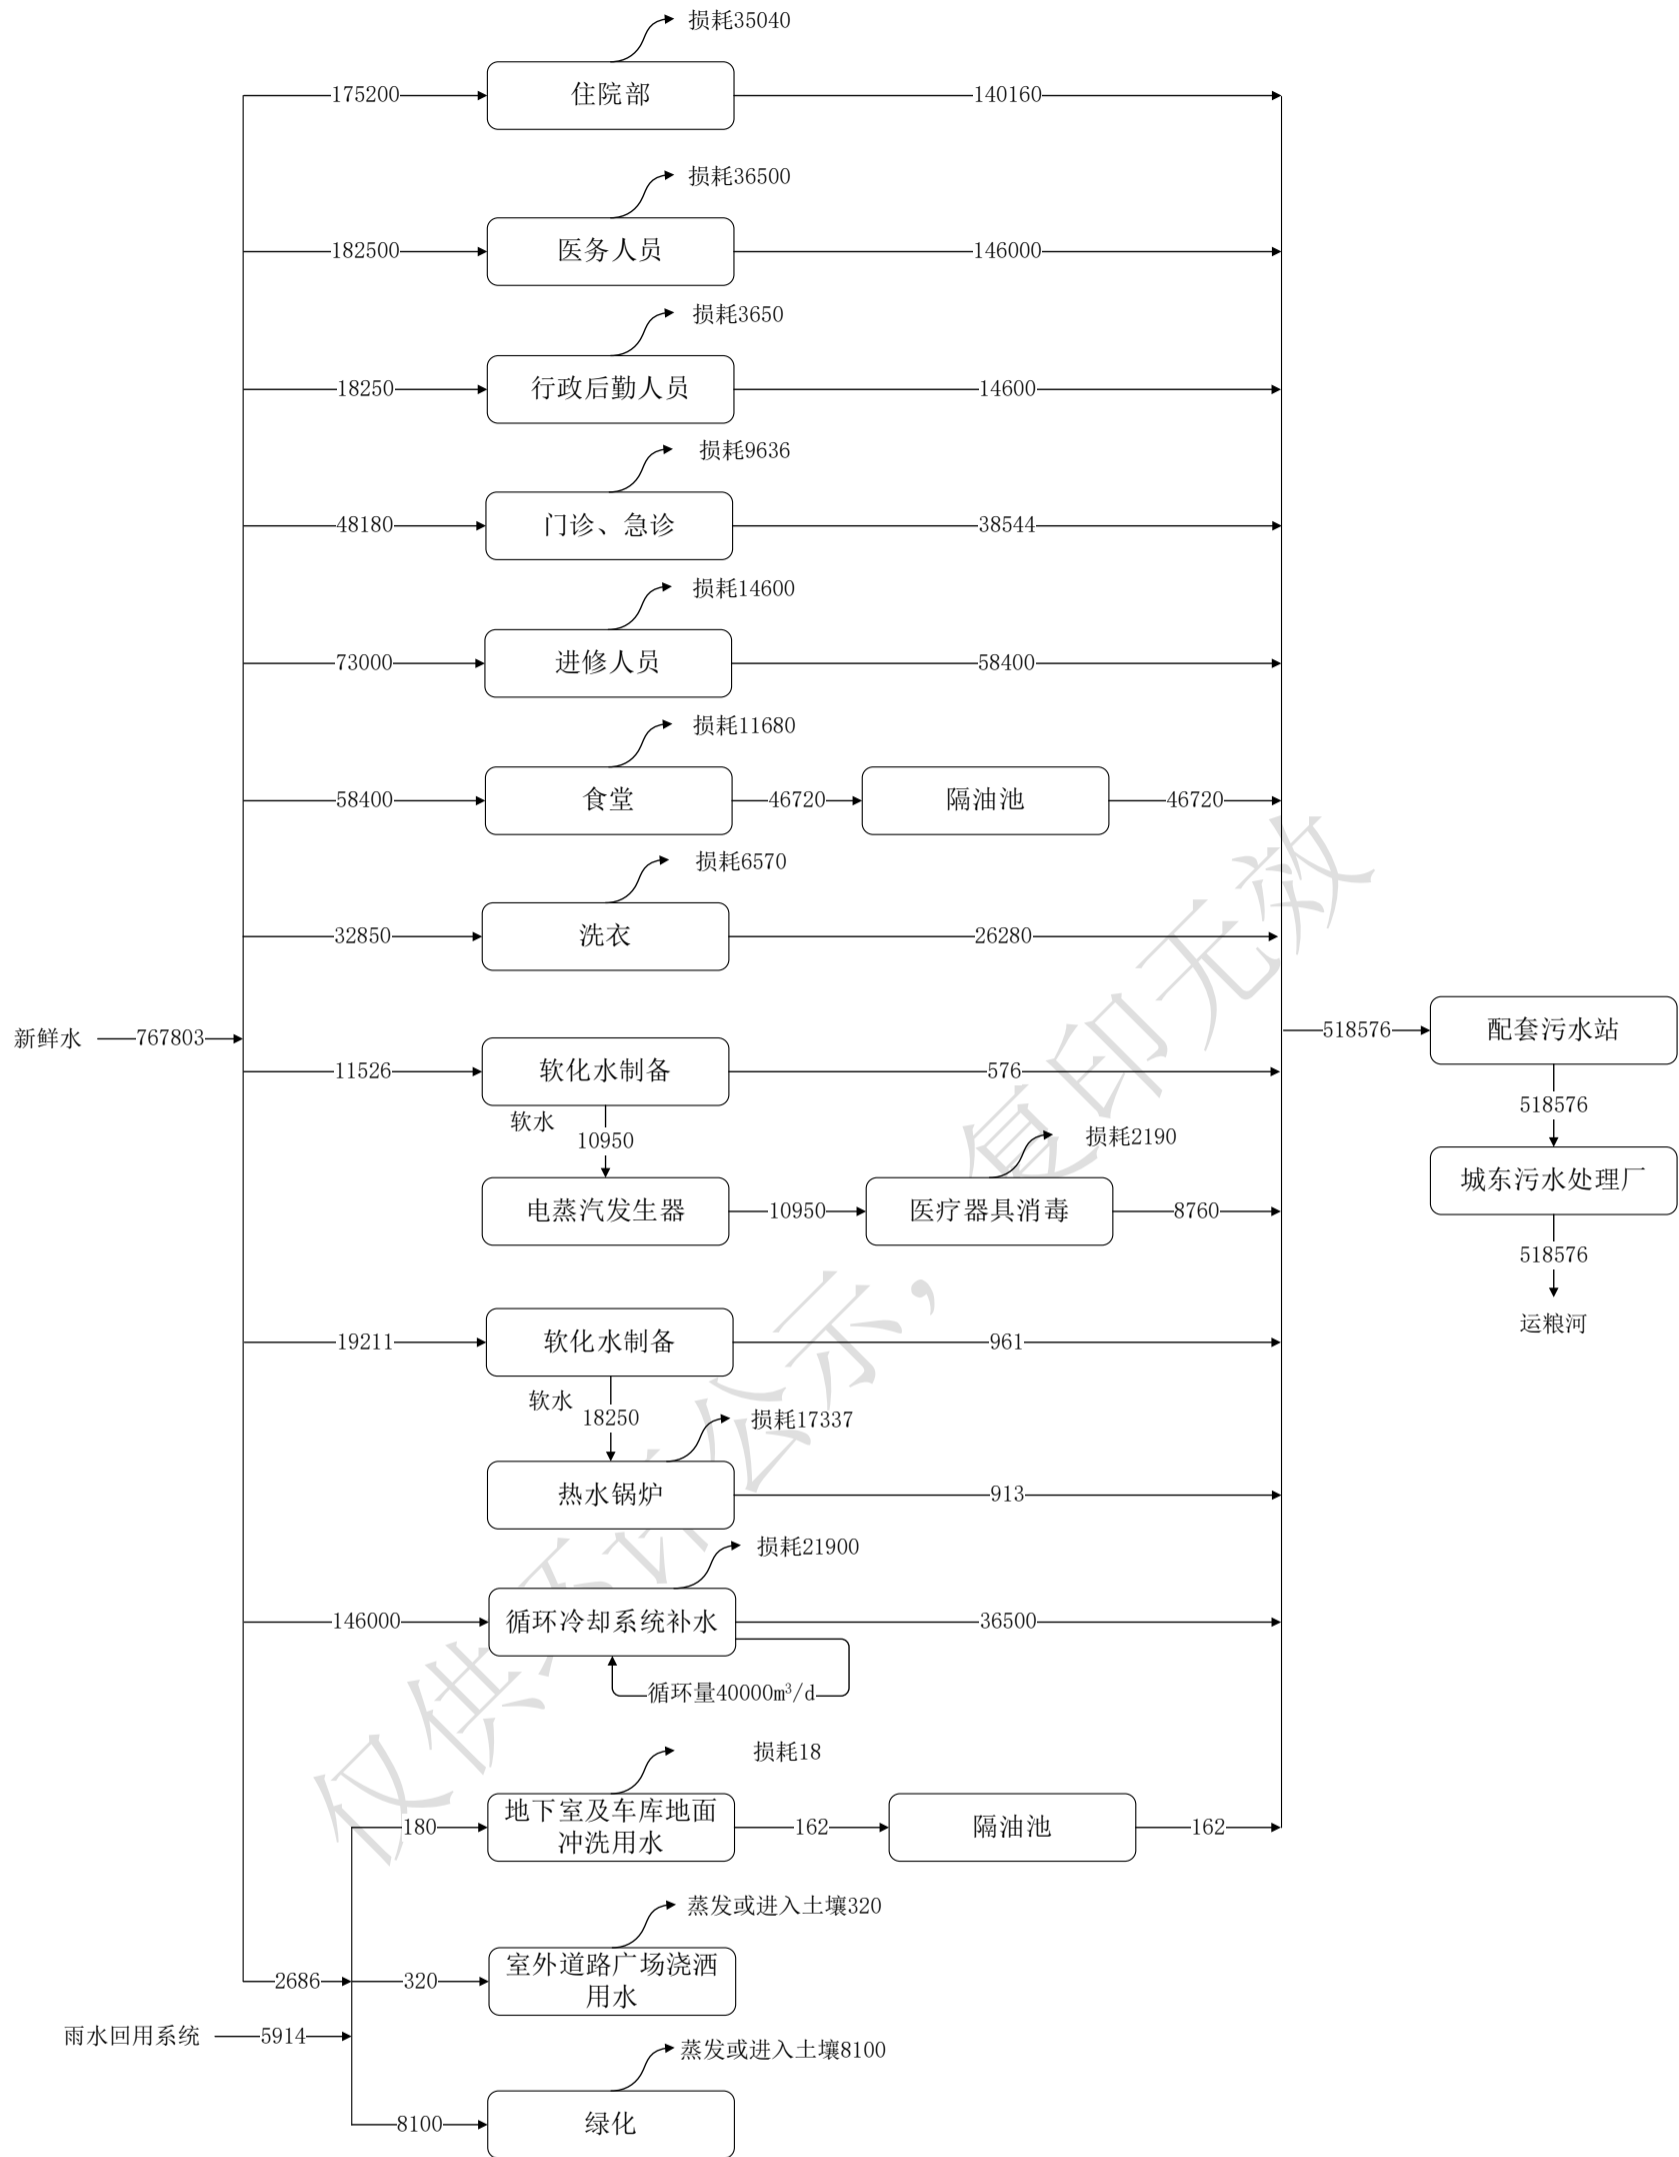 损耗35040
175200
住院部
140160
损耗36500
182500
医务人员
146000
损耗3650
18250
行政后勤人员
14600
损耗9636
48180
门诊、急诊
38544
损耗14600
73000
进修人员
58400
损耗11680
58400
食堂
46720
隔油池
46720
损耗6570
32850
洗衣
26280
新鲜水
767803
11526
软化水制备
576
518576
配套污水站
518576
软水
10950
损耗2190
电蒸汽发生器
10950
医疗器具消毒
8760
城东污水处理厂
518576
运粮河
19211
软化水制备
961
软水
18250
损耗17337
热水锅炉
913
损耗21900
146000
循环冷却系统补水
36500
循环量40000m³/d
损耗18
180
地下室及车库地面
冲洗用水
162
隔油池
162
蒸发或进入土壤320
2686
320
室外道路广场浇洒
用水
雨水回用系统
5914
蒸发或进入土壤8100
8100
绿化
仅供环评公示，复印无效